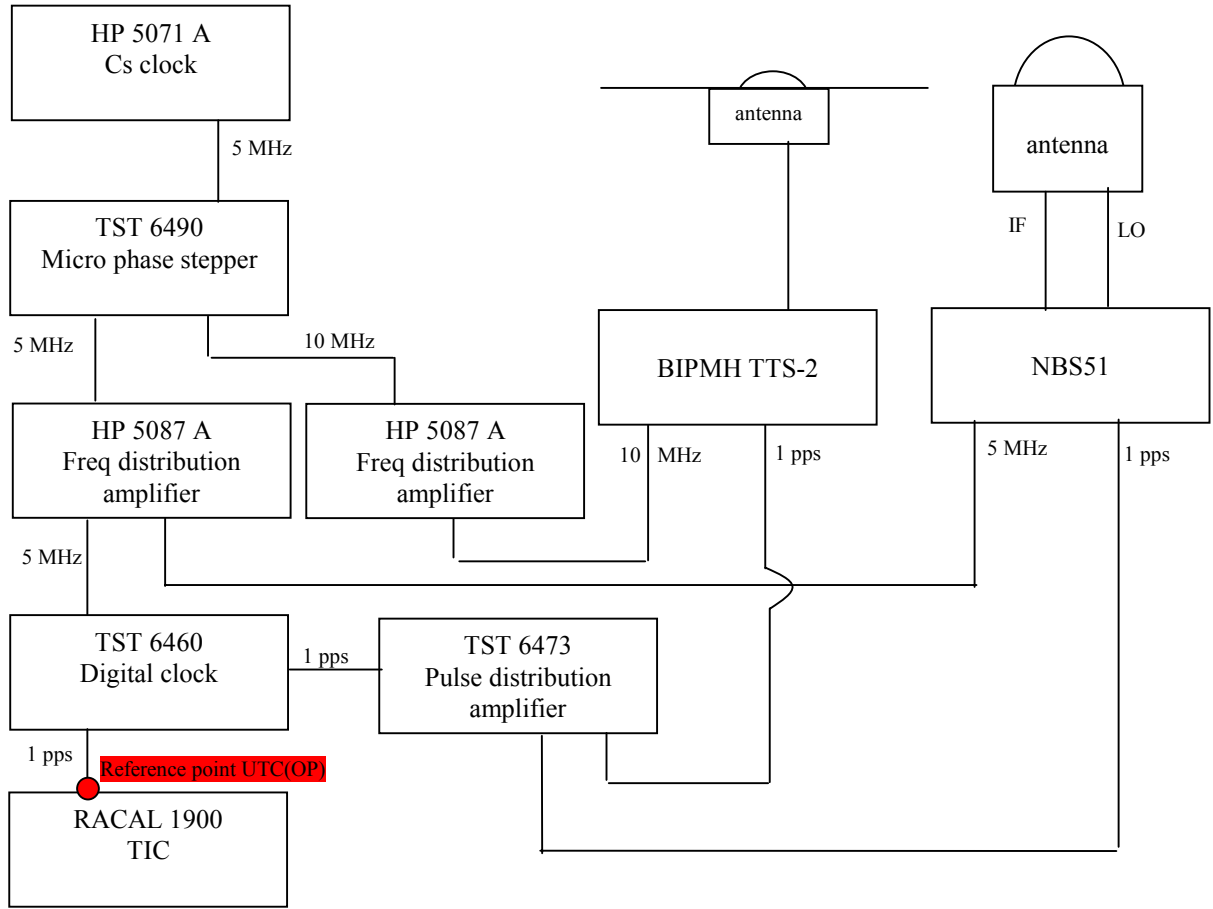 HP 5071 A
Cs clock
5 MHz
antenna
antenna
TST 6490
Micro phase stepper
IF
LO
5 MHz
10 MHz
BIPMH TTS-2
NBS51
HP 5087 A
Freq distribution
amplifier
HP 5087 A
Freq distribution
amplifier
10 MHz
1 pps
5 MHz
1 pps
5 MHz
TST 6460
Digital clock
1 pps
TST 6473
Pulse distribution
amplifier
1 pps
Reference point UTC(OP)
RACAL 1900
TIC